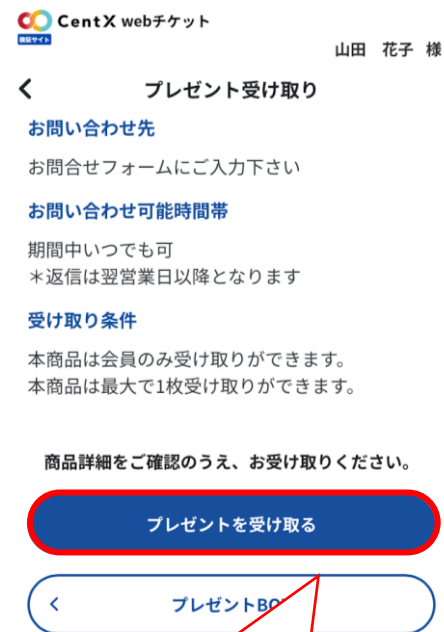 CentX webチケット
検証サイト
山田 花子 様
プレゼント受け取り
お問い合わせ先
お問合せフォームにご入力下さい
お問い合わせ可能時間帯
期間中いつでも可
＊返信は翌営業日以降となります
受け取り条件
本商品は会員のみ受け取りができます。
本商品は最大で1枚受け取りができます。
商品詳細をご確認のうえ、お受け取りください。
プレゼントを受け取る
プレゼント